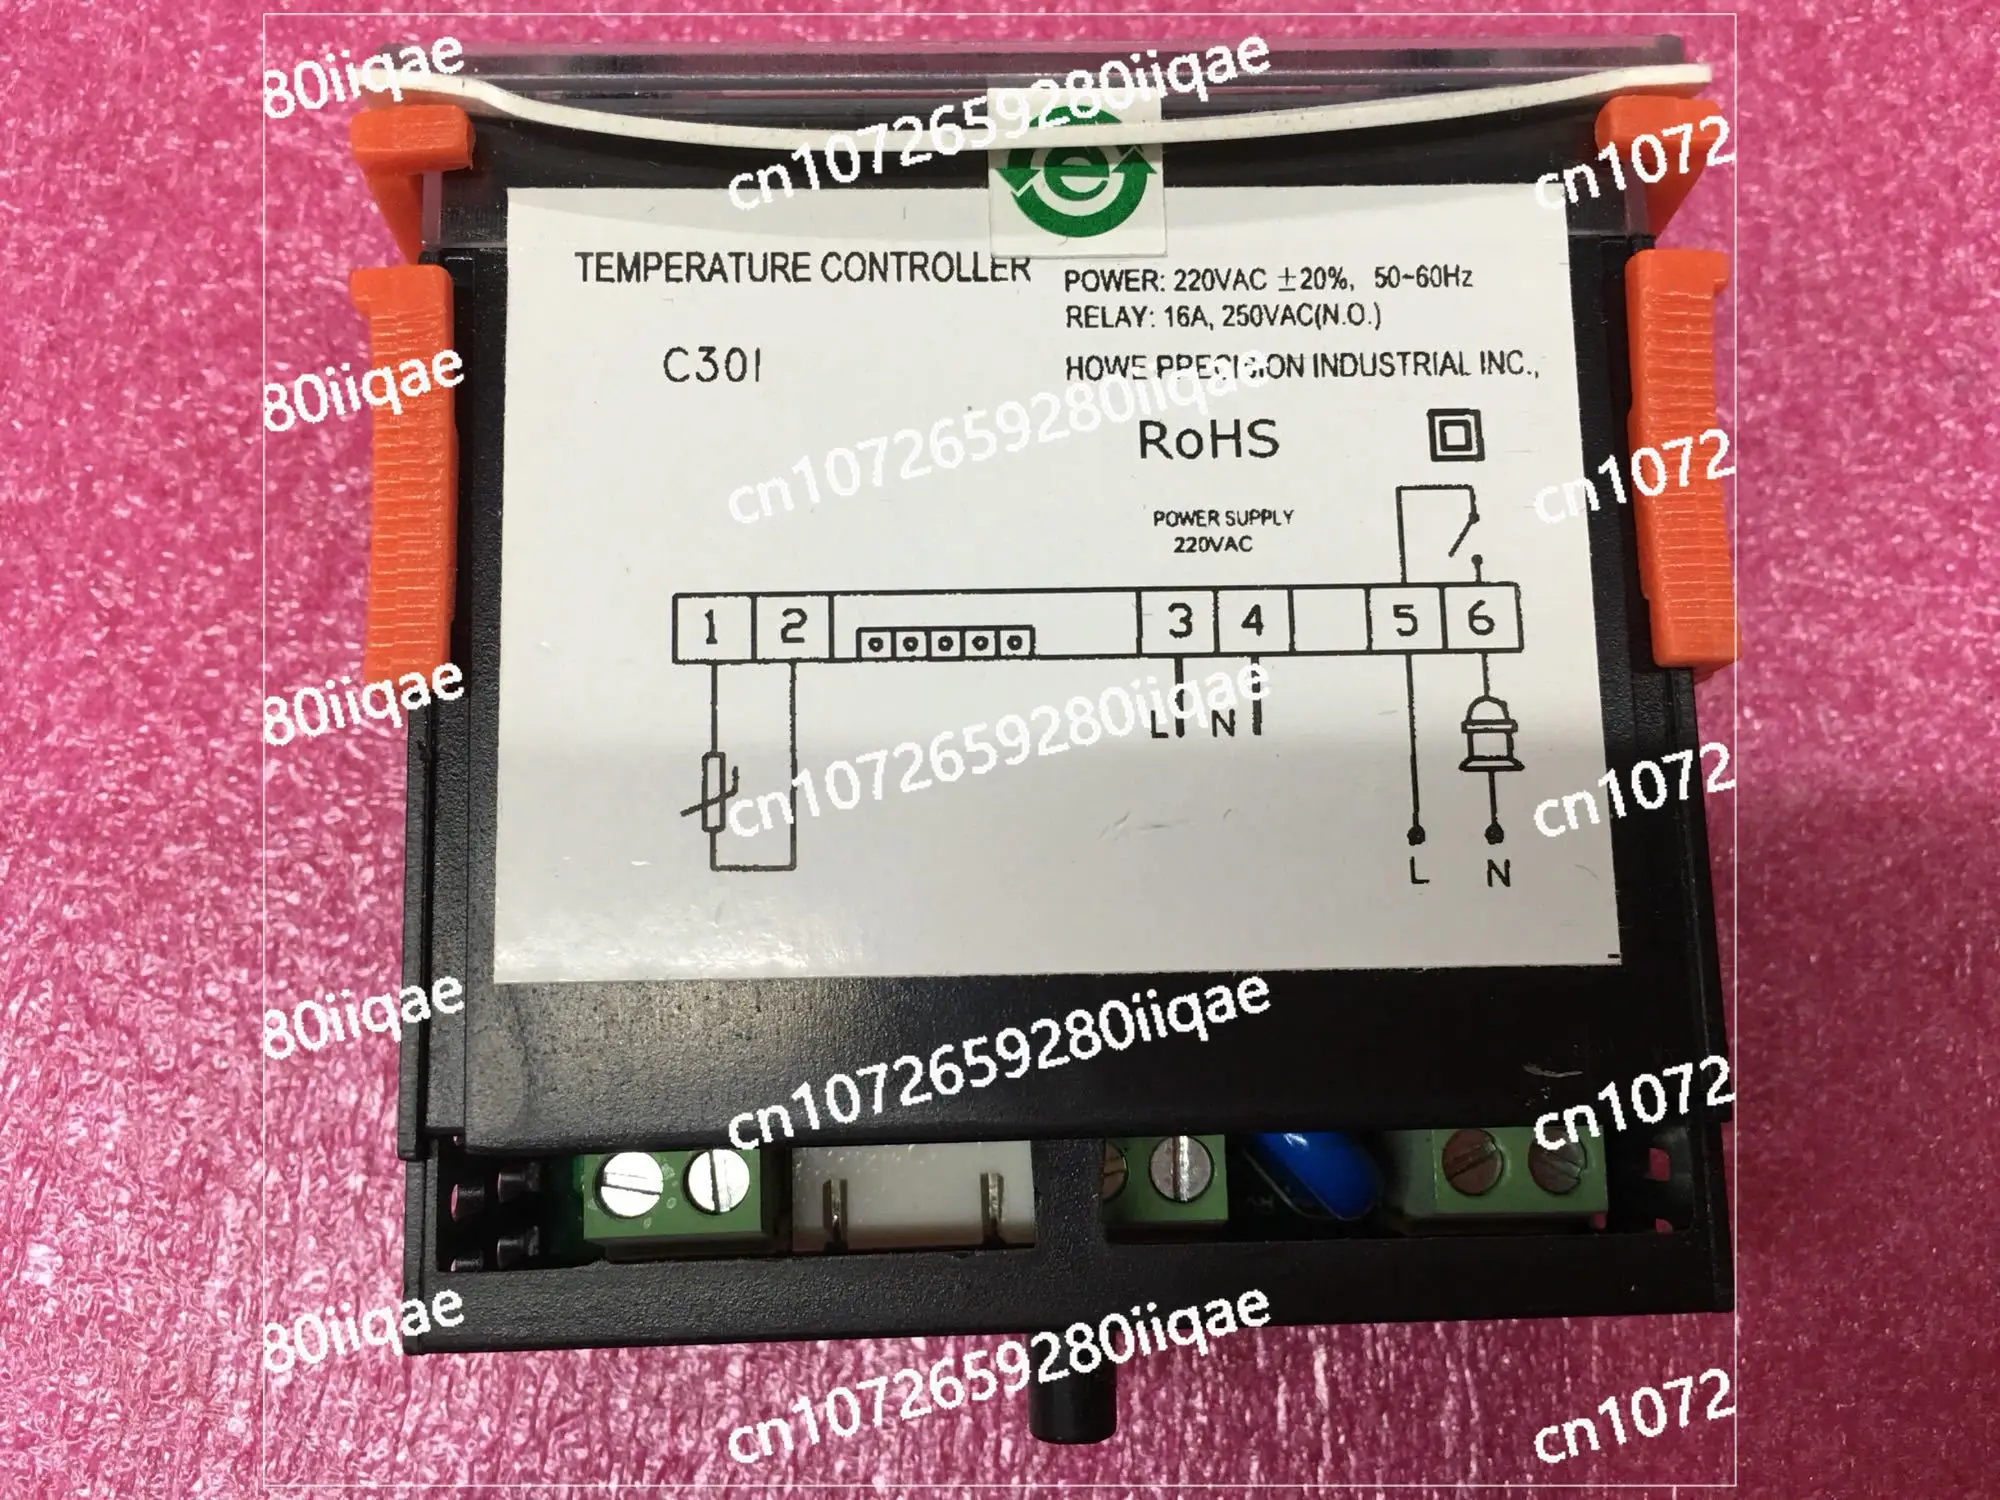 TEMPERATURE CONTROLLER
C301
POWER: 220VAC ±20%, 50~60Hz
RELAY: 16A, 250VAC(N.O.)
HOWE PRECISION INDUSTRIAL INC.,
RoHS
POWER SUPPLY
220VAC
1 2 3 4 5 6
L N
L N
e
80iiqae cn1072659280iiqae cn1072
80iiqae cn1072659280iiqae cn1072
80iiqae cn1072659280iiqae cn1072
80iiqae cn1072659280iiqae cn1072
80iiqae cn1072659280iiqae cn1072